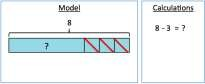 Model
Calculations
8
8 - 3 = ?
?